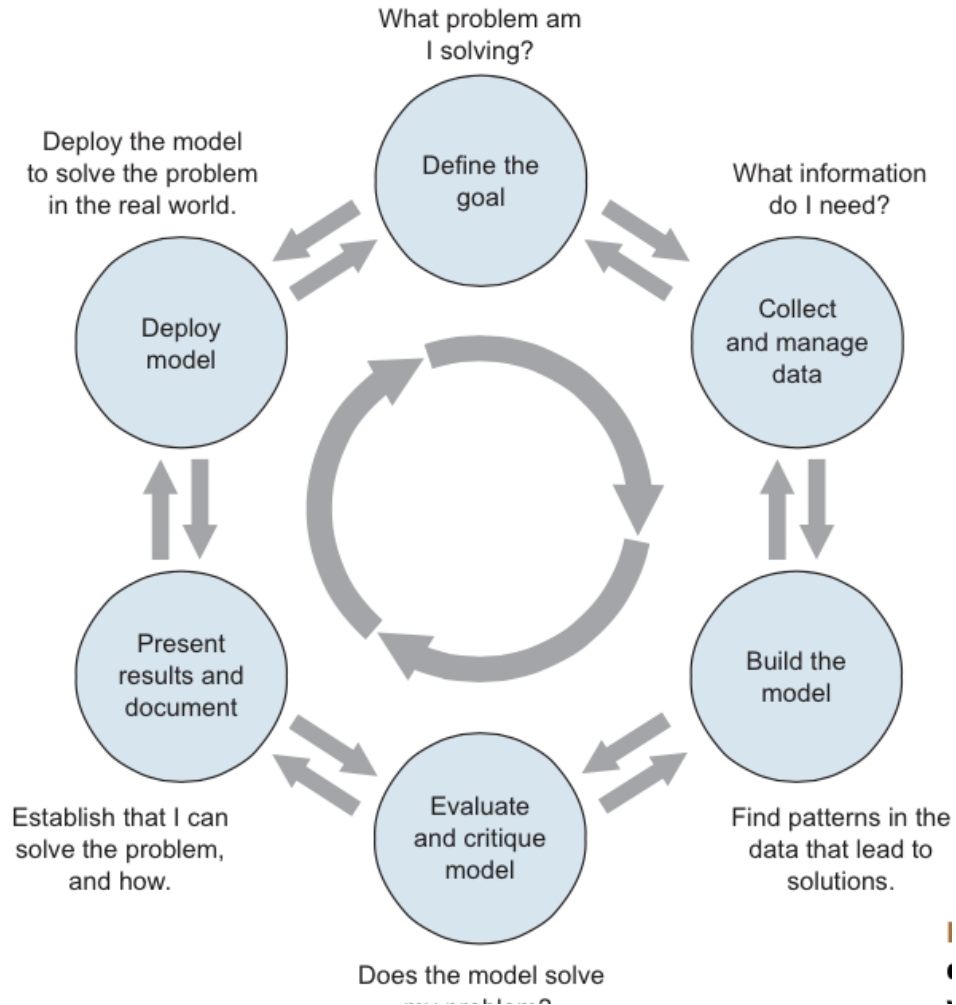 What problem am
I solving?
Define the
goal
What information
do I need?
Collect
and manage
data
Build the
model
Find patterns in the
data that lead to
solutions.
Evaluate
and critique
model
Does the model solve
my problem?
Present
results and
document
Establish that I can
solve the problem,
and how.
Deploy
model
Deploy the model
to solve the problem
in the real world.